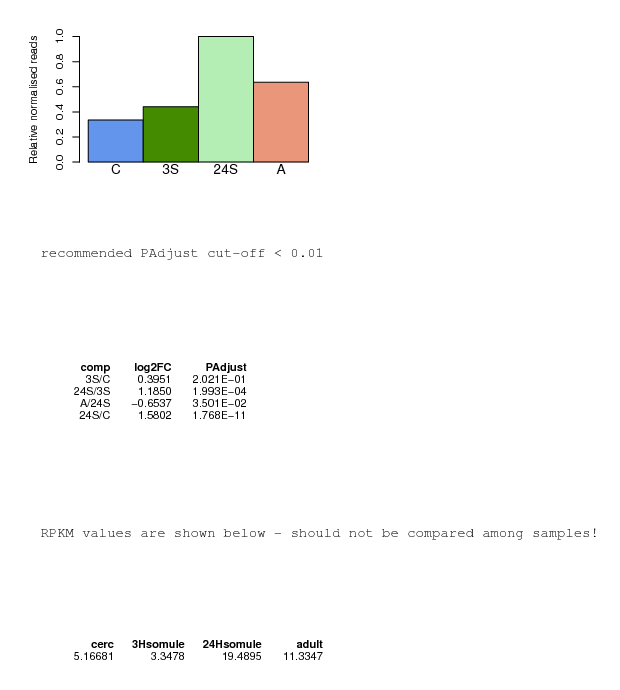 Relative normalised reads
1.0
0.8
0.6
0.4
0.2
0.0
C 3S 24S A
recommended PAdjust cut-off < 0.01
comp log2FC PAdjust
3S/C 0.3951 2.021E−01
24S/3S 1.1850 1.993E−04
A/24S −0.6537 3.501E−02
24S/C 1.5802 1.768E−11
RPKM values are shown below - should not be compared among samples!
cerc 3Hsomule 24Hsomule adult
5.16681 3.3478 19.4895 11.3347